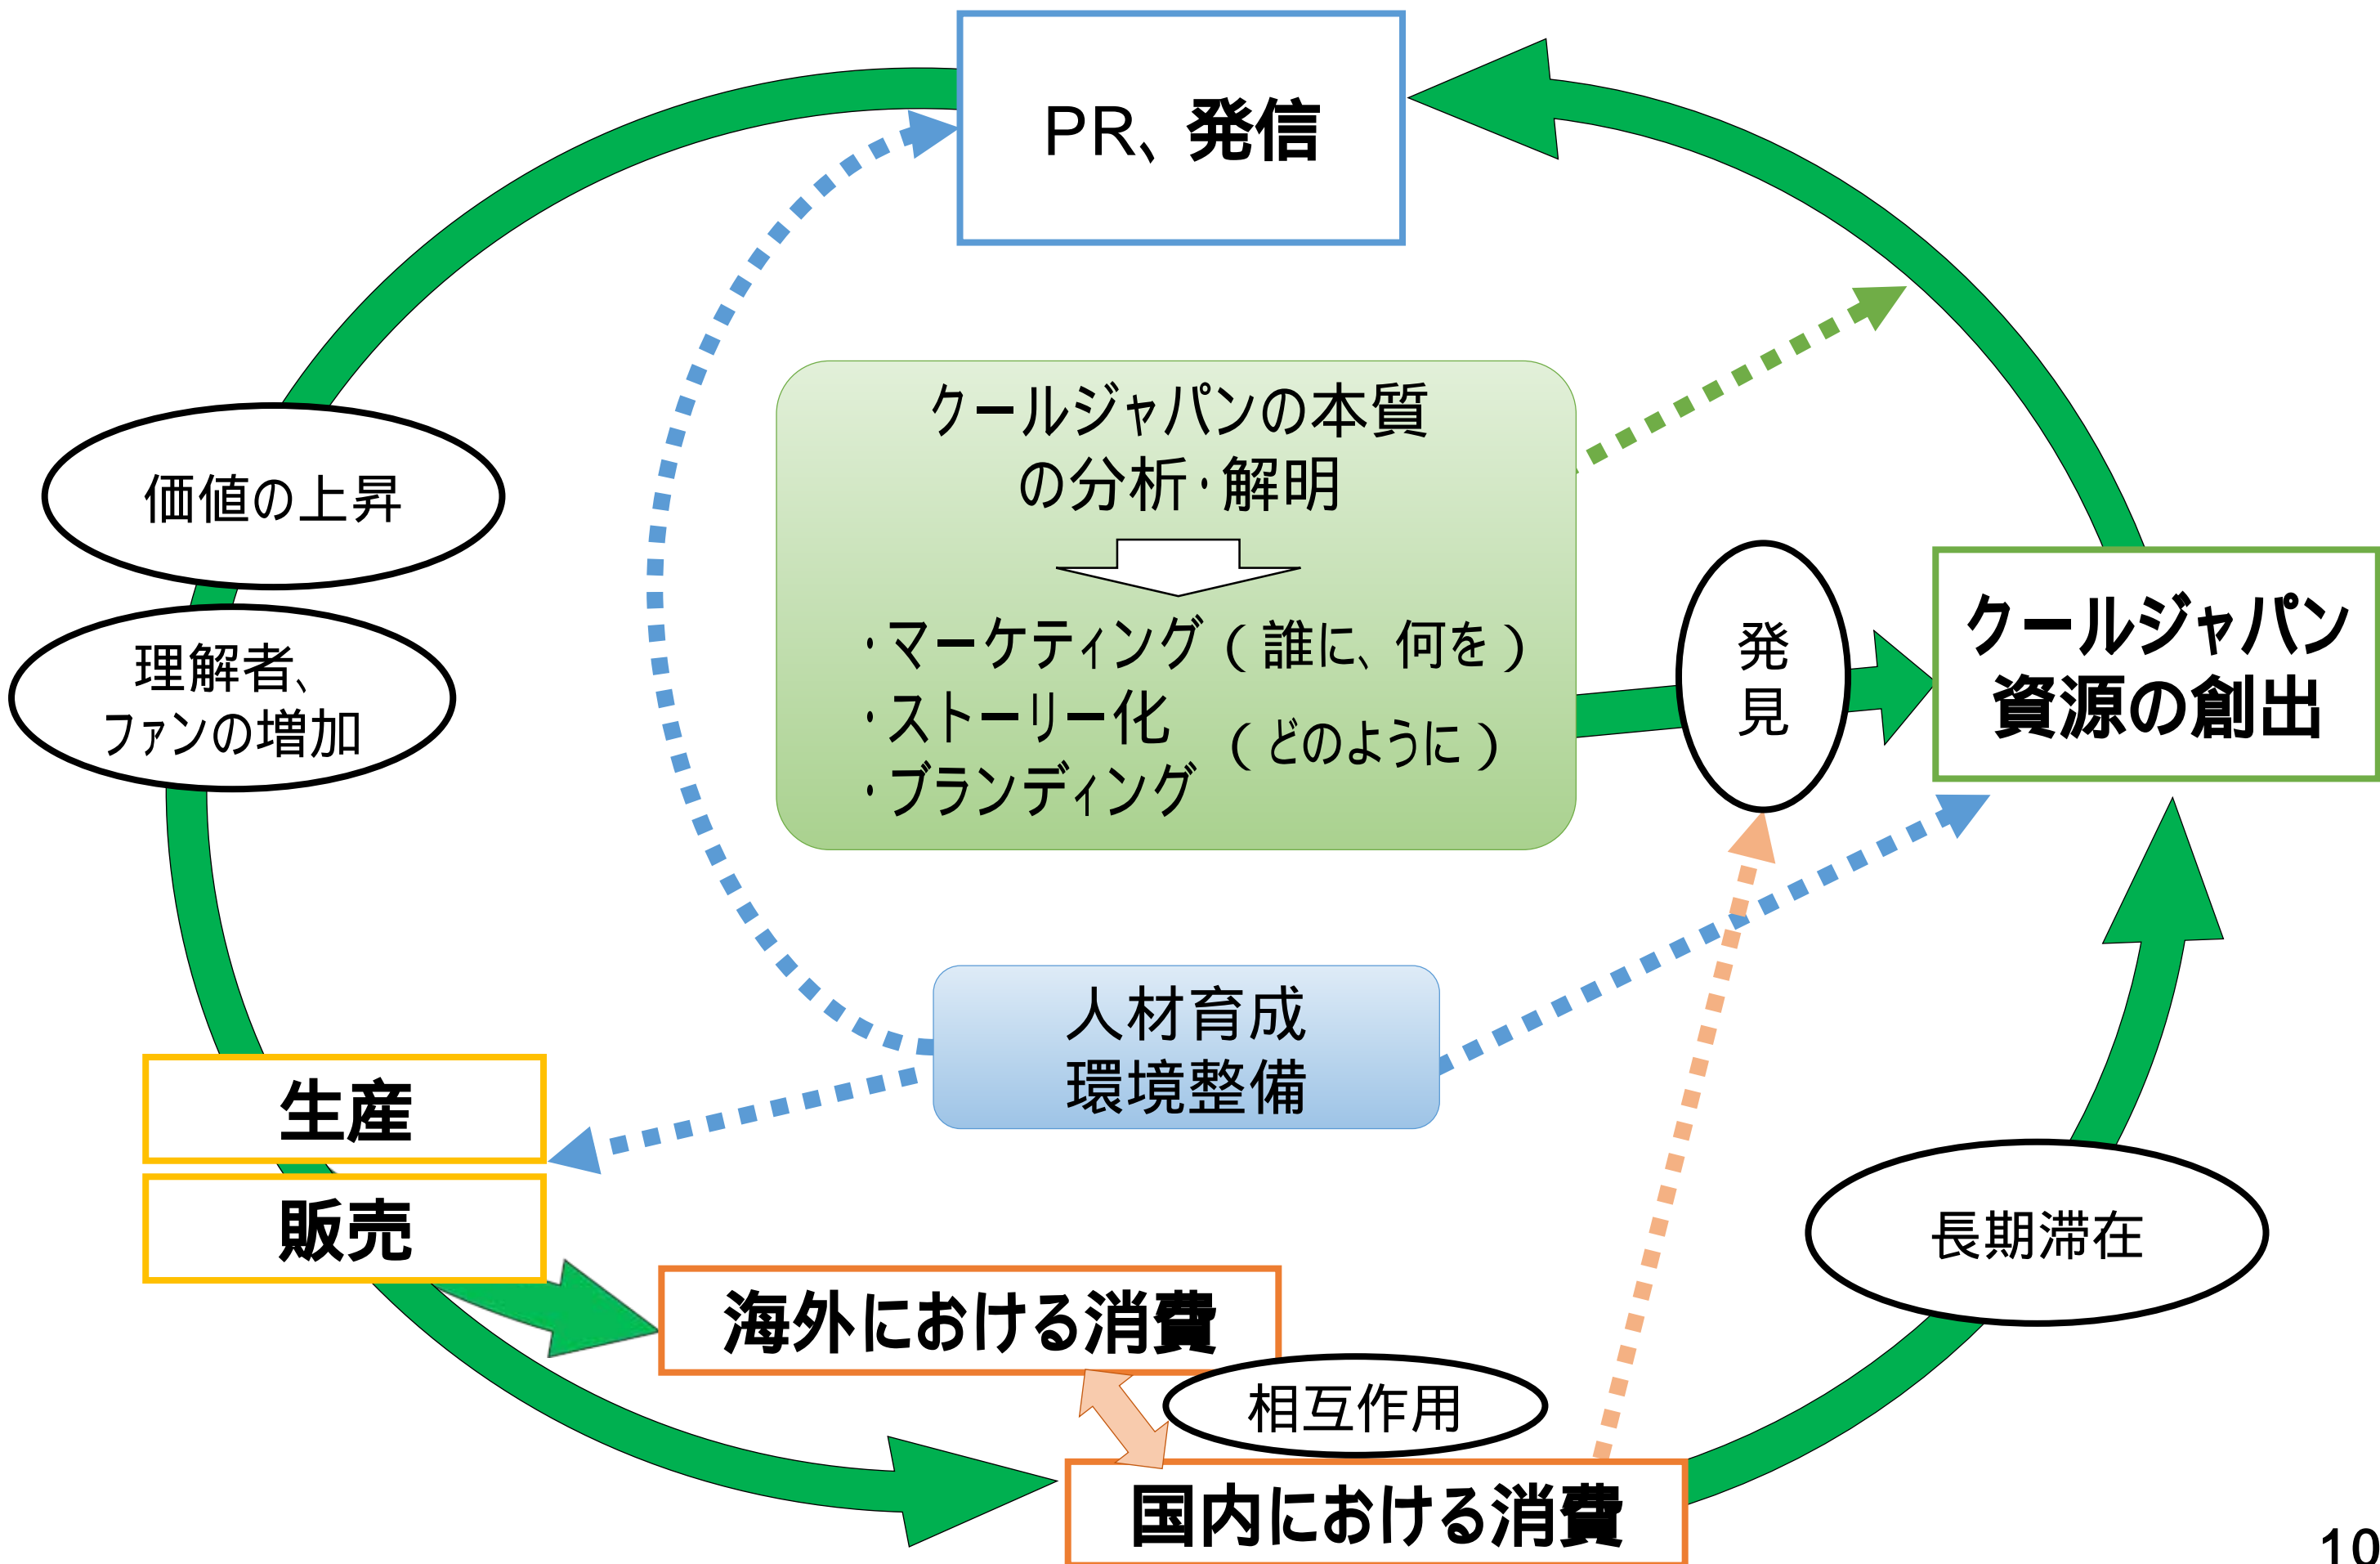 PR、発信
クールジャパンの本質
の分析・解明
・マーケティング(誰に、何を)
・ストーリー化
(どのように)
・ブランディング
発
見
クールジャパン
資源の創出
価値の上昇
理解者、
ファンの増加
人材育成
環境整備
生産
販売
長期滞在
海外における消費
相互作用
国内における消費
10